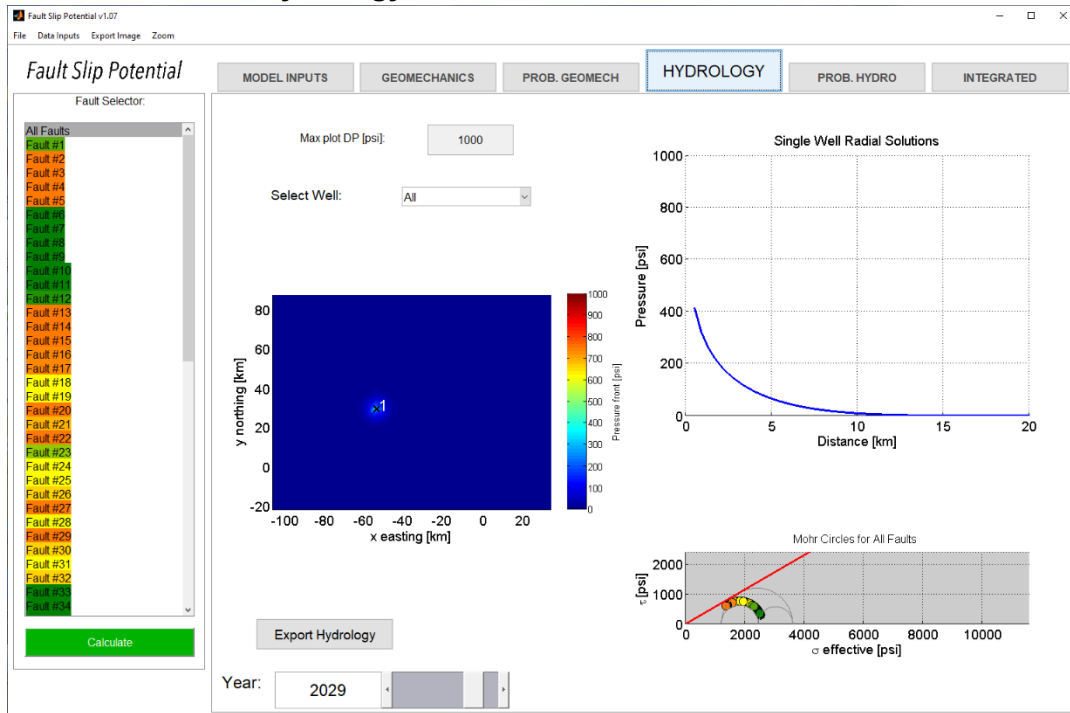 Fault Slip Potential v1.07
File Data Inputs Export Image Zoom
Fault Slip Potential
MODEL INPUTS GEOMECHANICS PROB. GEOMECH HYDROLOGY PROB. HYDRO INTEGRATED
Fault Selector:
All Faults
Fault #1
Fault #2
Fault #3
Fault #4
Fault #5
Fault #6
Fault #7
Fault #8
Fault #9
Fault #10
Fault #11
Fault #12
Fault #13
Fault #14
Fault #15
Fault #16
Fault #17
Fault #18
Fault #19
Fault #20
Fault #21
Fault #22
Fault #23
Fault #24
Fault #25
Fault #26
Fault #27
Fault #28
Fault #29
Fault #30
Fault #31
Fault #32
Fault #33
Fault #34
Calculate
Max plot DP [psi]: 1000
Select Well: All
80
60
40
20
0
-20
y northing [km]
1
-100 -80 -60 -40 -20 0 20
x easting [km]
1000
900
800
700
600
500
400
300
200
100
0
Pressure front [psi]
Export Hydrology
Year: 2029
Single Well Radial Solutions
1000
800
600
400
200
0
Pressure [psi]
0 5 10 15 20
Distance [km]
Mohr Circles for All Faults
2000
1000
0
τ [psi]
0 2000 4000 6000 8000 10000
σ effective [psi]